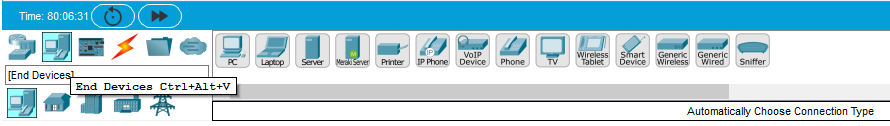 Time: 80:06:31
PC
Laptop
Server
Meraki Server
Printer
IP
IP Phone
VoIP
Device
Phone
TV
Wireless
Tablet
Smart
Device
Generic
Wireless
Generic
Wired
Sniffer
[End Devices]
End Devices Ctrl+Alt+V
Automatically Choose Connection Type